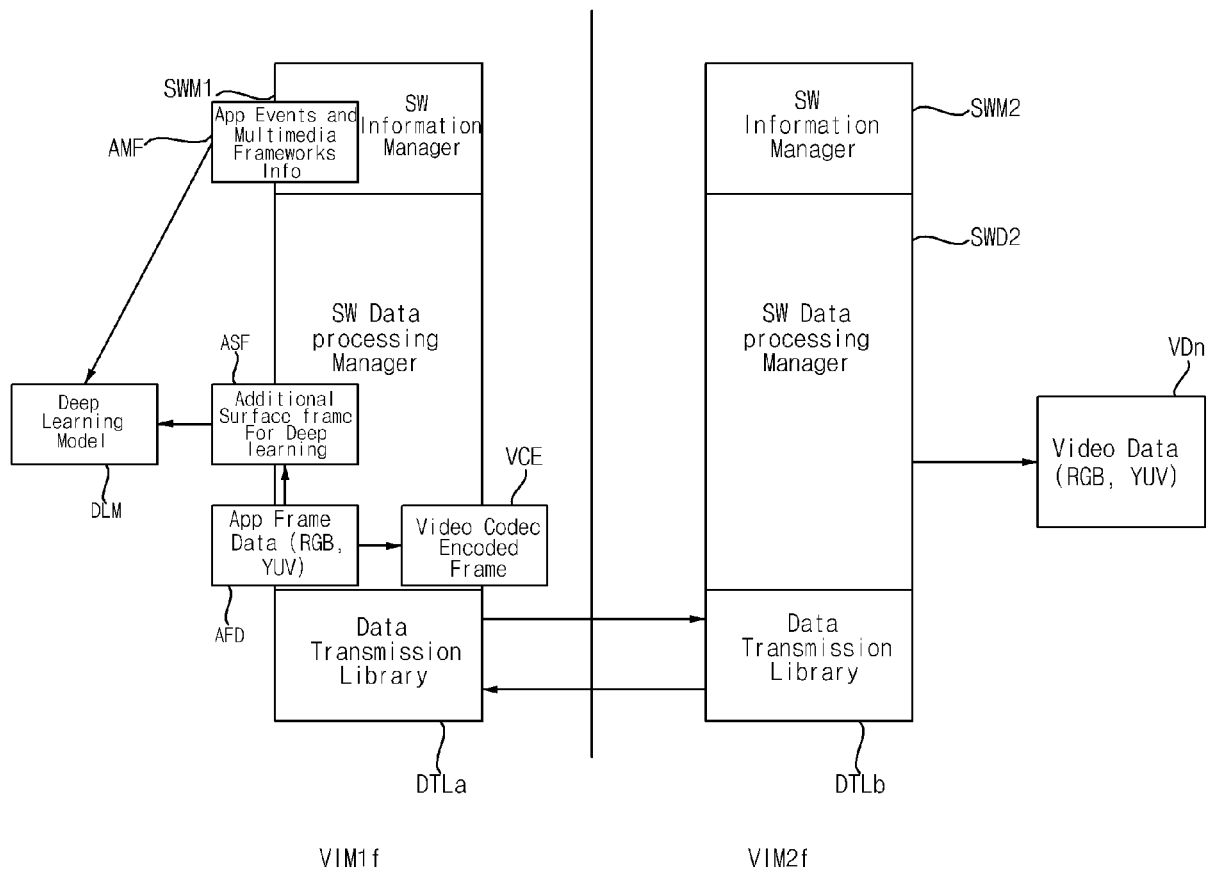 SWM1
App Events and
Multimedia
Frameworks
Info
AMF
SW
Information
Manager
SW
Information
Manager
SWM2
SWD2
SW Data
processing
Manager
SW Data
processing
Manager
ASF
Additional
Surface frame
For Deep
learning
Deep
Learning
Model
DLM
VCE
App Frame
Data (RGB,
YUV)
AFD
Video Codec
Encoded
Frame
VDn
Video Data
(RGB, YUV)
Data
Transmission
Library
Data
Transmission
Library
DTLa
DTLb
VIM1f
VIM2f